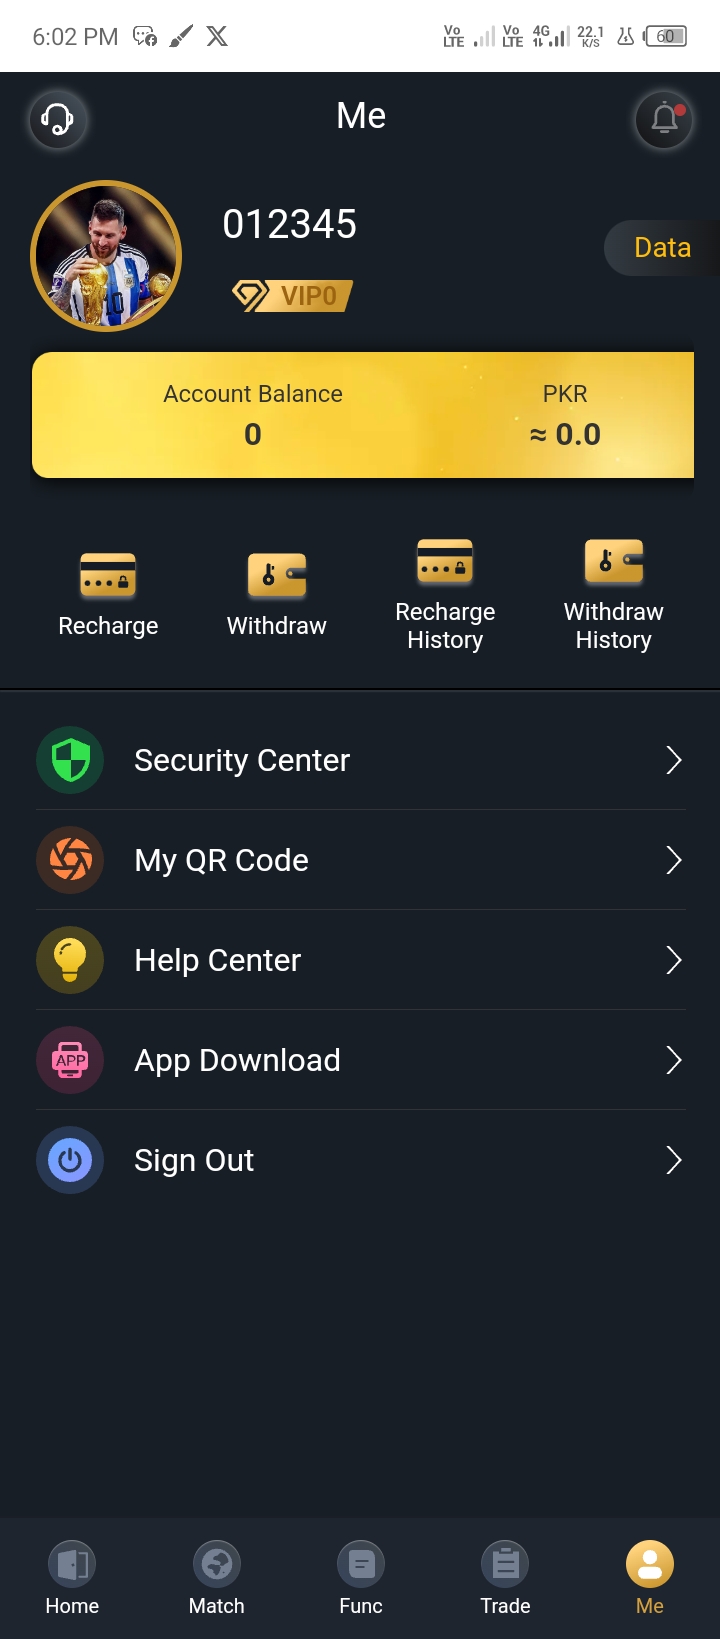 6:02 PM
Vo LTE Vo LTE 4G 22.1 K/S 60
Me
012345
Data
VIP0
10
Account Balance
PKR
0
≈ 0.0
Recharge
Withdraw
Recharge
History
Withdraw
History
Security Center
My QR Code
Help Center
APP
App Download
Sign Out
Home
Match
Func
Trade
Me